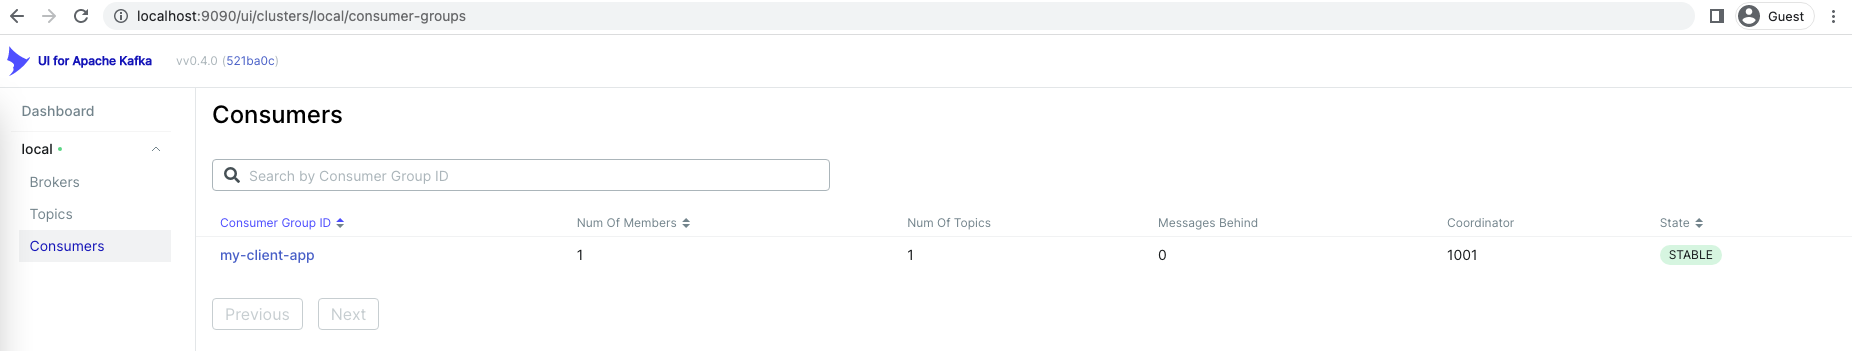 localhost:9090/ui/clusters/local/consumer-groups
Guest
UI for Apache Kafka vv0.4.0 (521ba0c)
Dashboard
local
Brokers
Topics
Consumers
Consumers
Search by Consumer Group ID
Consumer Group ID Num Of Members Num Of Topics Messages Behind Coordinator State
my-client-app 1 1 0 1001 STABLE
Previous Next